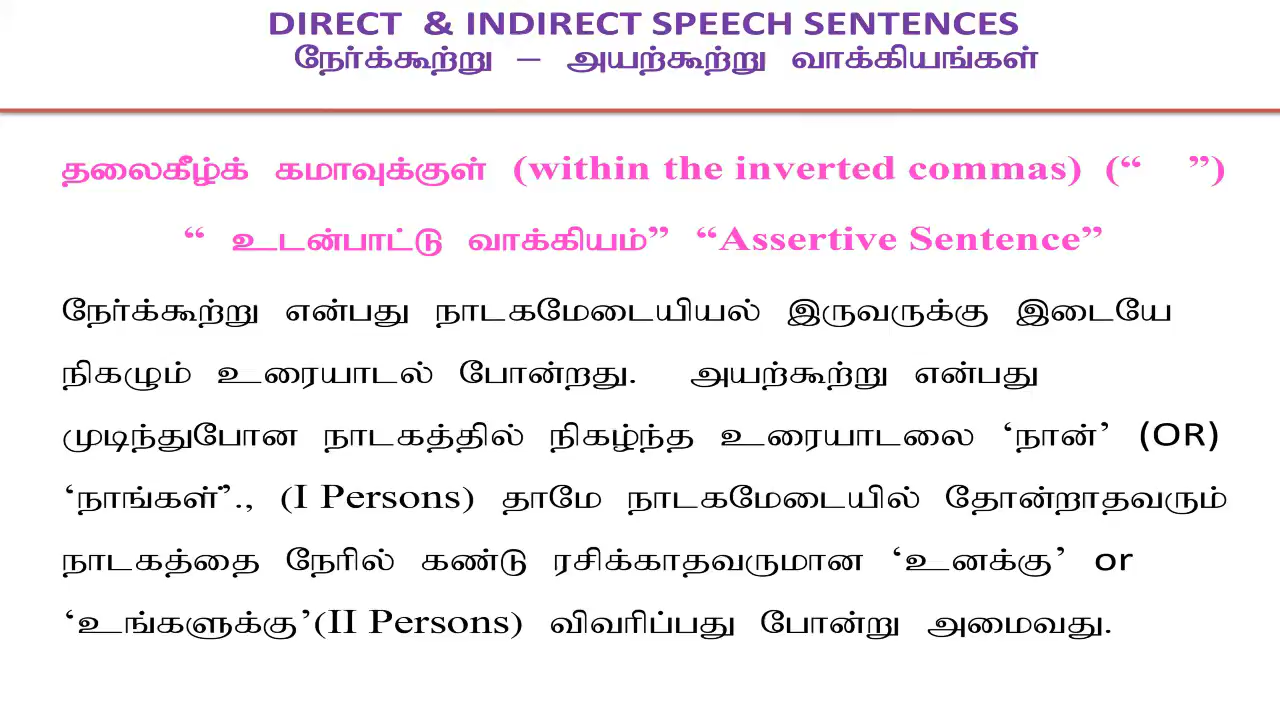 DIRECT & INDIRECT SPEECH SENTENCES
நேர்க்கூற்று – அயற்கூற்று வாக்கியங்கள்
தலைகீழ்க் கமாவுக்குள் (within the inverted commas) (“ ”)
“ உடன்பாட்டு வாக்கியம்” “Assertive Sentence”
நேர்க்கூற்று என்பது நாடகமேடையியல் இருவருக்கு இடையே
நிகழும் உரையாடல் போன்றது. அயற்கூற்று என்பது
முடிந்துபோன நாடகத்தில் நிகழ்ந்த உரையாடலை ‘நான்’ (OR)
‘நாங்கள்’., (I Persons) தாமே நாடகமேடையில் தோன்றாதவரும்
நாடகத்தை நேரில் கண்டு ரசிக்காதவருமான ‘உனக்கு’ or
‘உங்களுக்கு’(II Persons) விவரிப்பது போன்று அமைவது.